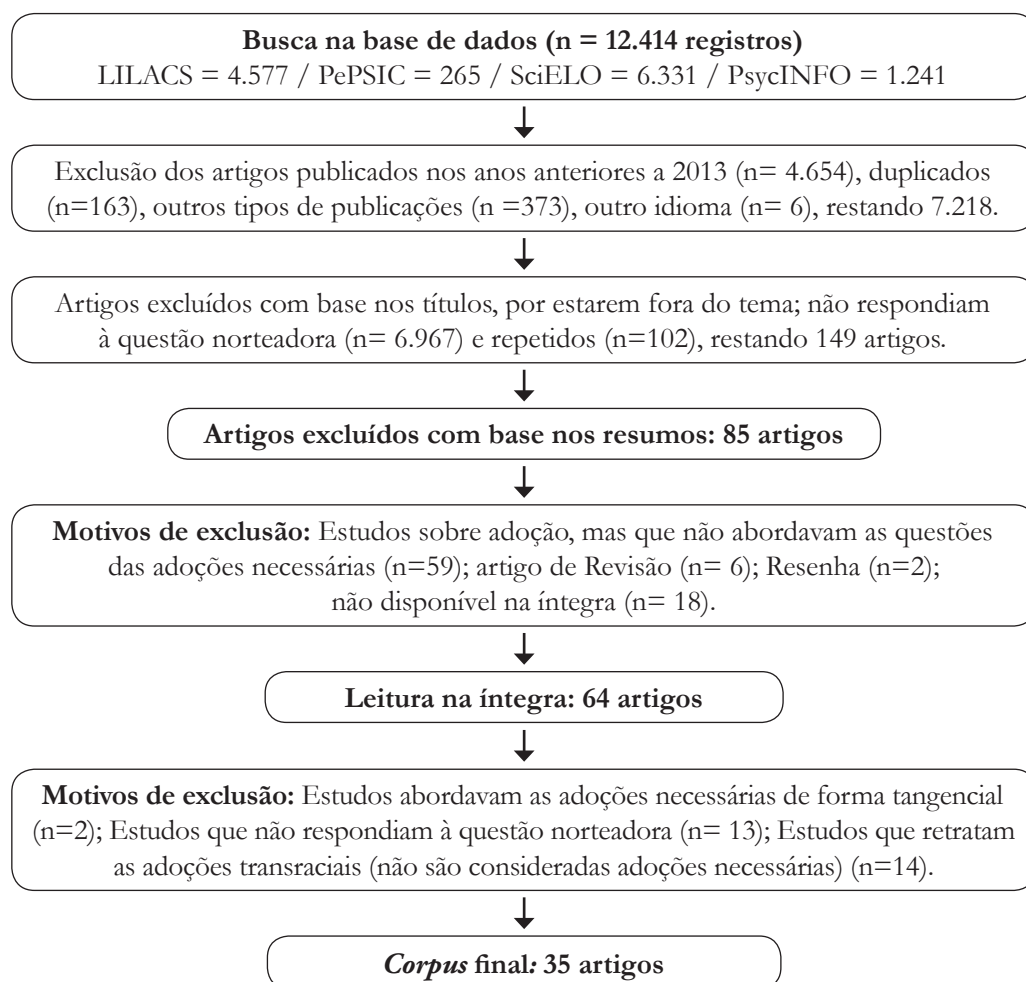 Busca na base de dados (n = 12.414 registros)
LILACS = 4.577 / PePSIC = 265 / SciELO = 6.331 / PsycINFO = 1.241
Exclusão dos artigos publicados nos anos anteriores a 2013 (n= 4.654), duplicados
(n=163), outros tipos de publicações (n =373), outro idioma (n= 6), restando 7.218.
Artigos excluídos com base nos títulos, por estarem fora do tema; não respondiam
à questão norteadora (n= 6.967) e repetidos (n=102), restando 149 artigos.
Artigos excluídos com base nos resumos: 85 artigos
Motivos de exclusão: Estudos sobre adoção, mas que não abordavam as questões
das adoções necessárias (n=59); artigo de Revisão (n= 6); Resenha (n=2);
não disponível na íntegra (n= 18).
Leitura na íntegra: 64 artigos
Motivos de exclusão: Estudos abordavam as adoções necessárias de forma tangencial
(n=2); Estudos que não respondiam à questão norteadora (n= 13); Estudos que retratam
as adoções transraciais (não são consideradas adoções necessárias) (n=14).
Corpus final: 35 artigos